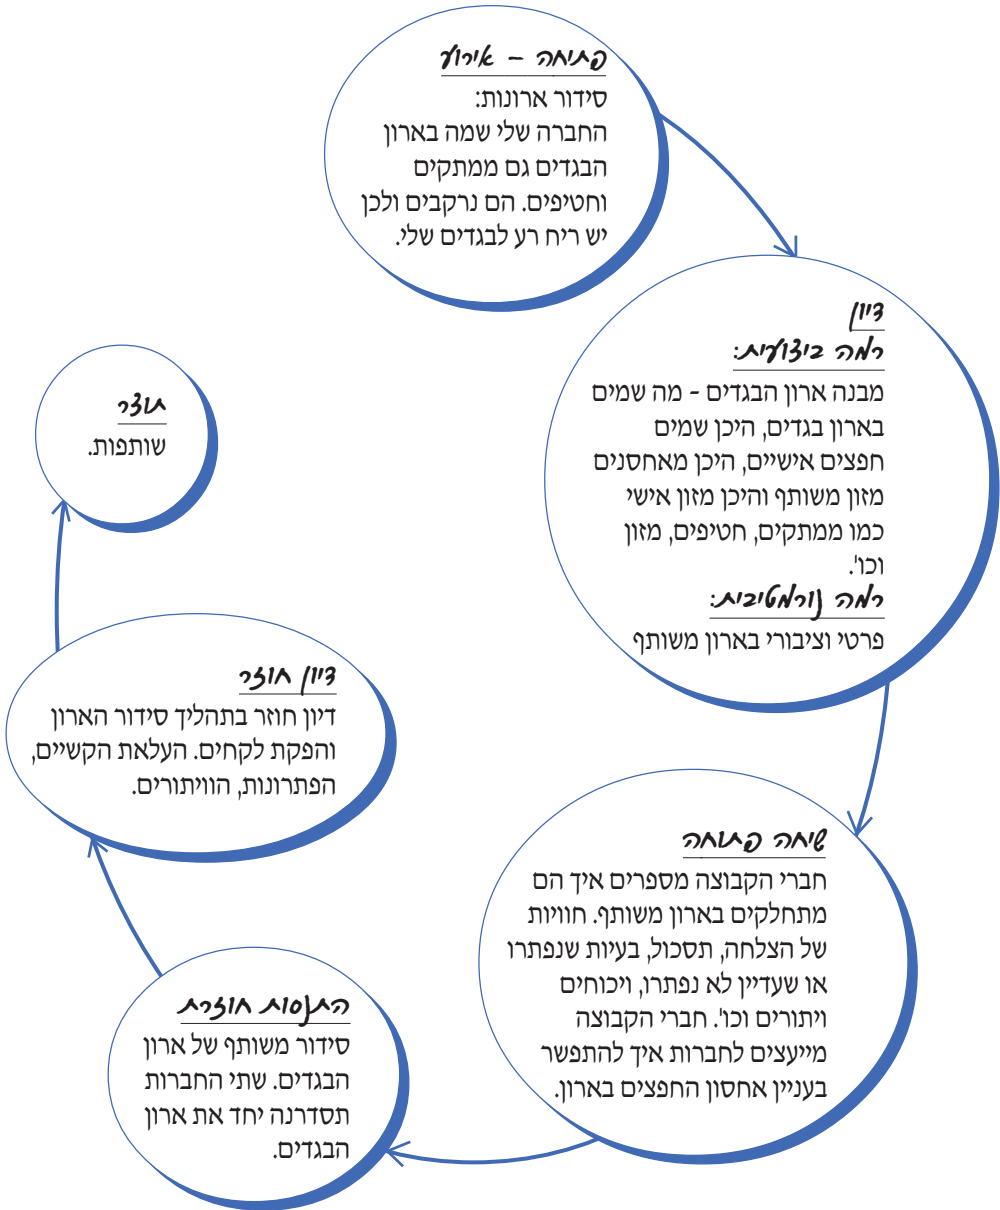 פתיחה – אירוע
סידור ארונות:
החברה שלי שמה בארון
הבגדים גם ממתקים
וחטיפים. הם נרקבים ולכן
יש ריח רע לבגדים שלי.
דיון
רמה ביצועית:
מבנה ארון הבגדים - מה שמים
בארון בגדים, היכן שמים
חפצים אישיים, היכן מאחסנים
מזון משותף והיכן מזון אישי
כמו ממתקים, חטיפים, מזון
וכו'.
רמה נורמטיבית:
פרטי וציבורי בארון משותף
שיחה פתוחה
חברי הקבוצה מספרים איך הם
מתחלקים בארון משותף. חוויות
של הצלחה, תסכול, בעיות שנפתרו
או שעדיין לא נפתרו, ויכוחים
ויתורים וכו'. חברי הקבוצה
מייעצים לחברות איך להתפשר
בעניין אחסון החפצים בארון.
התנסות חוזרת
סידור משותף של ארון
הבגדים. שתי החברות
תסדרנה יחד את ארון
הבגדים.
דיון חוזר
דיון חוזר בתהליך סידור הארון
והפקת לקחים. העלאת הקשיים,
הפתרונות, הוויתורים.
תוצר
שותפות.